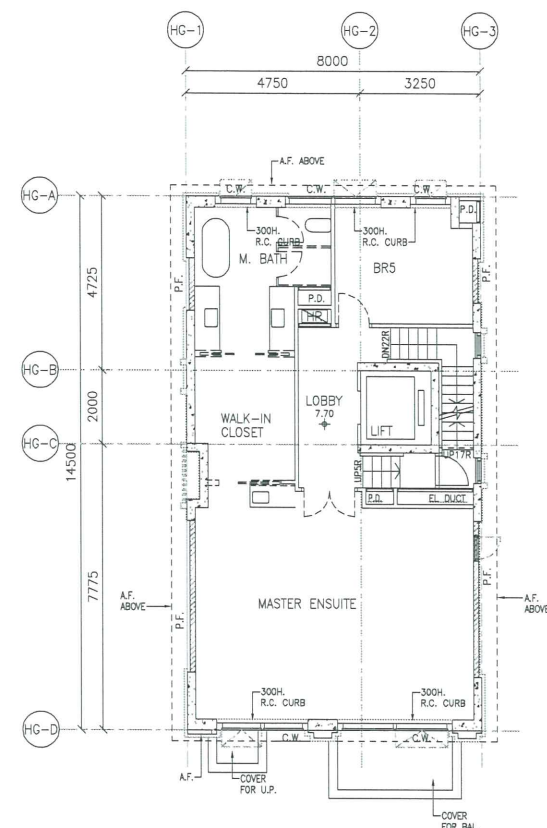 HG-1
HG-2
HG-3
8000
4750
3250
A.F. ABOVE
HG-A
C.W.
C.W.
C.W.
P.D.
300H.
R.C. CURB
300H.
R.C. CURB
M. BATH
BR5
P.F.
P.F.
4725
P.D.
HR
DN22R
HG-B
2000
LOBBY
7.70
WALK-IN
CLOSET
LIFT
HG-C
14500
UP5R
UP17R
P.D.
EL. DUCT
7775
A.F.
ABOVE
MASTER ENSUITE
A.F.
ABOVE
P.F.
P.F.
300H.
R.C. CURB
300H.
R.C. CURB
HG-D
C.W.
C.W.
A.F.
COVER
FOR U.P.
COVER
FOR BAL.